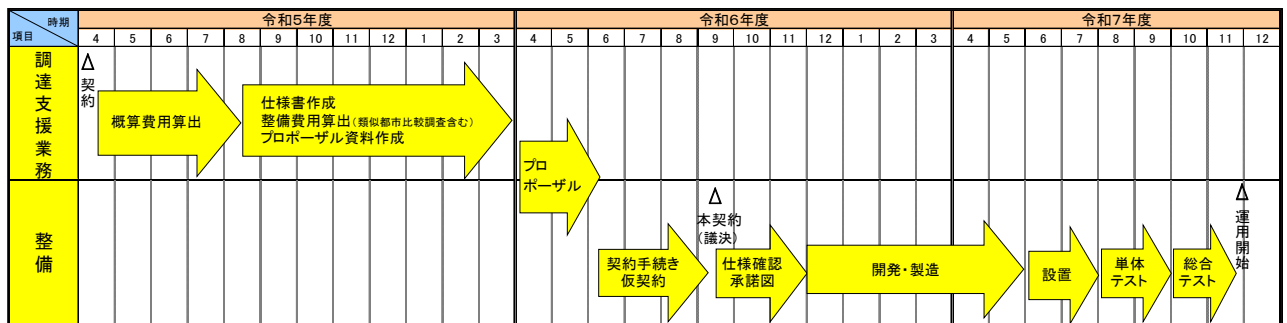 時期
項目
令和5年度
令和6年度
令和7年度
4 5 6 7 8 9 10 11 12 1 2 3 4 5 6 7 8 9 10 11 12 1 2 3 4 5 6 7 8 9 10 11 12
調達支援業務
契約
概算費用算出
仕様書作成
整備費用算出(類似都市比較調査含む)
プロポーザル資料作成
プロ
ポーザル
整備
契約手続き
仮契約
本契約
(議決)
仕様確認
承諾図
開発・製造
設置
単体
テスト
総合
テスト
運用開始